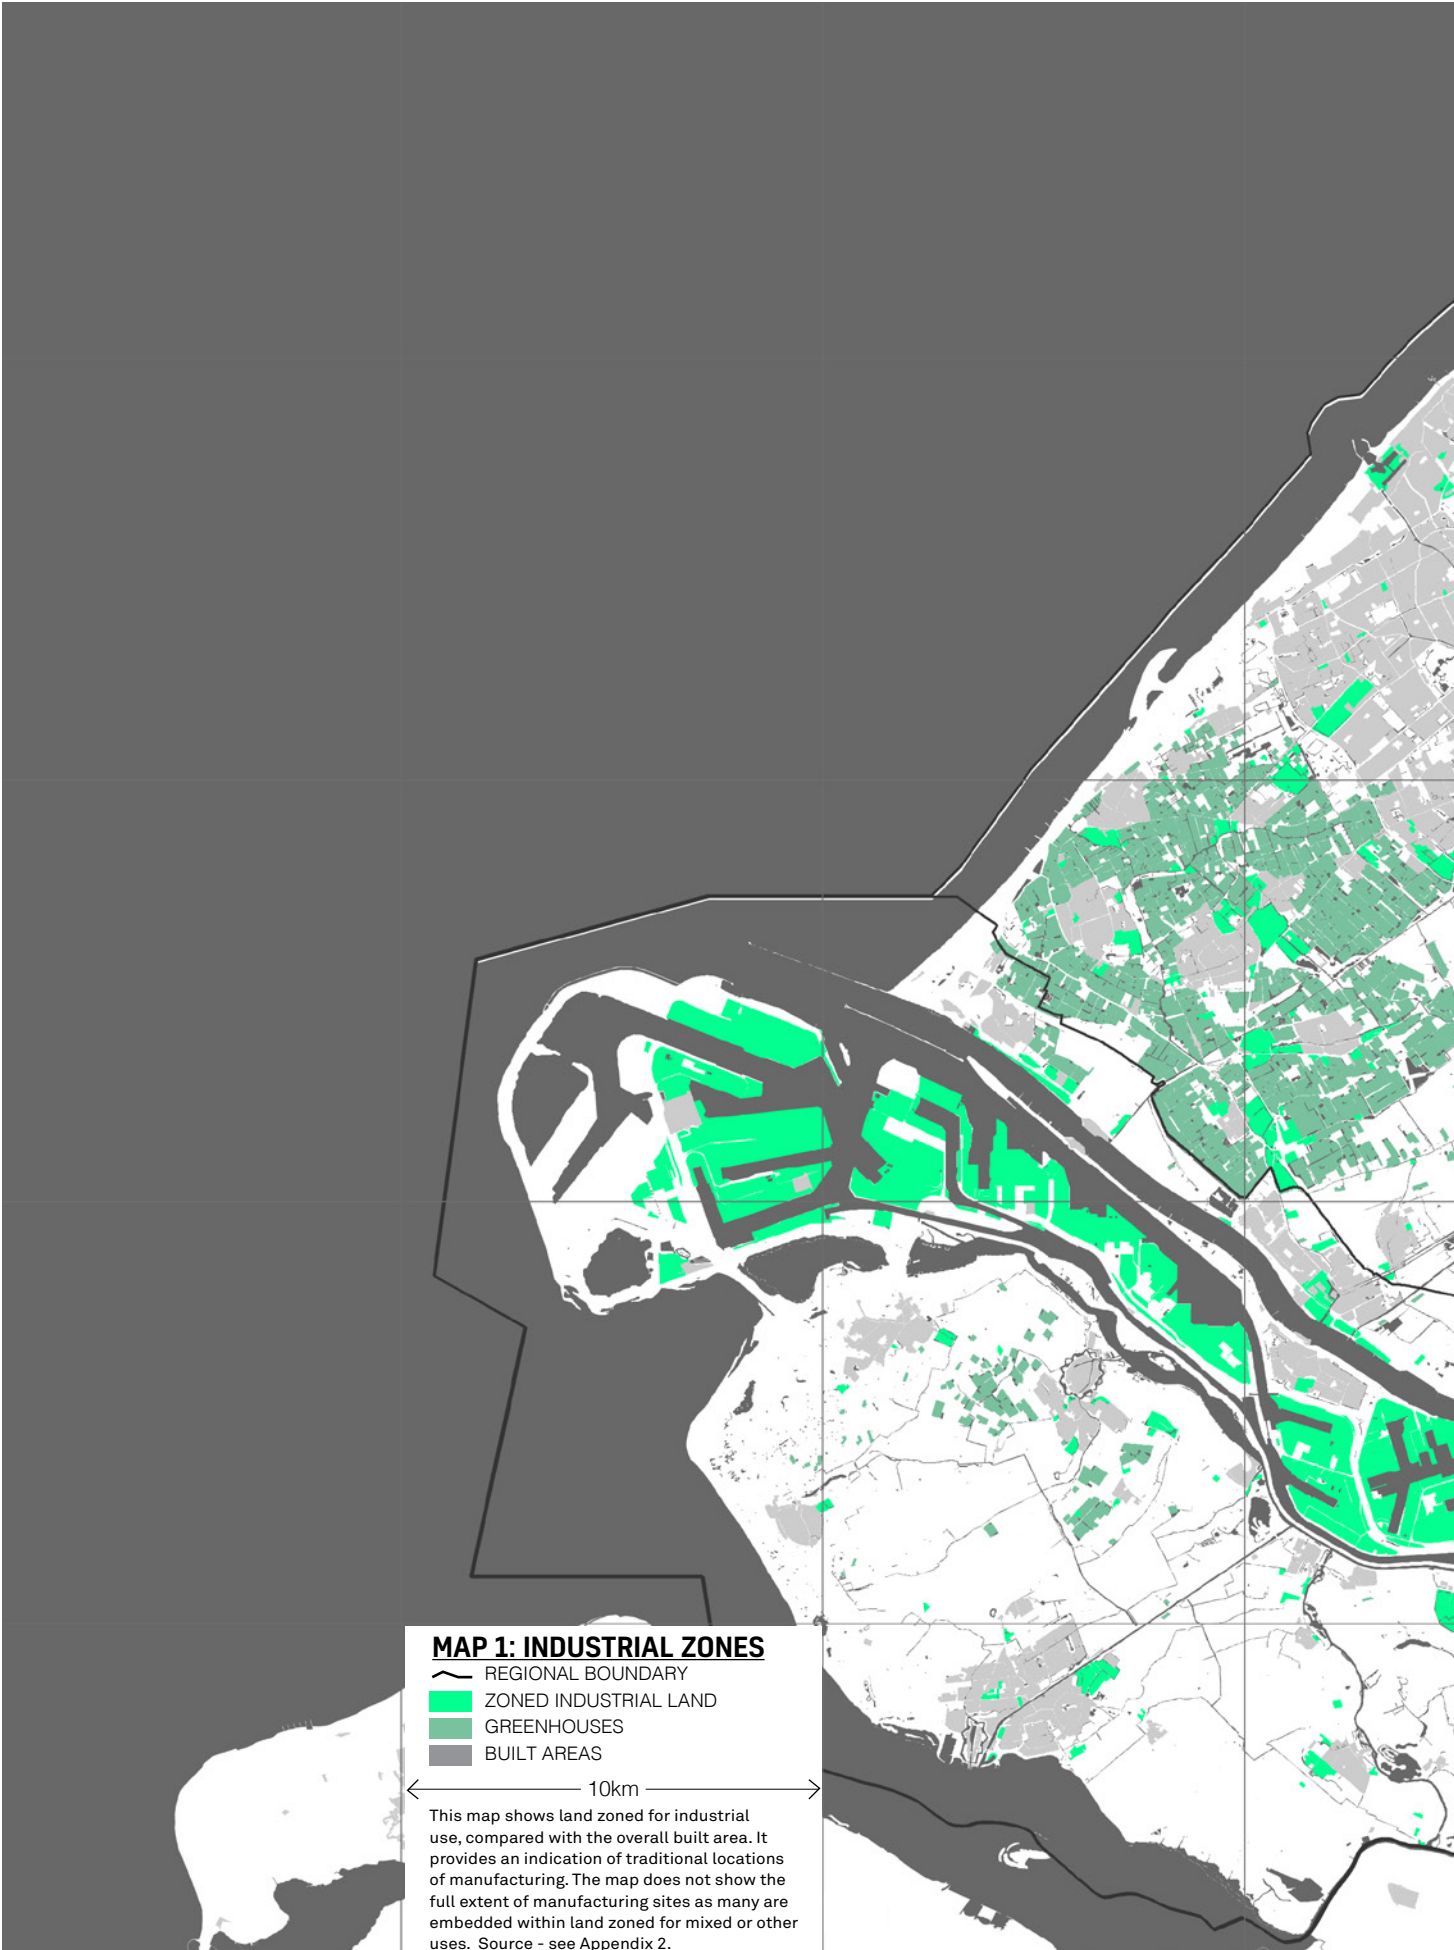 MAP 1: INDUSTRIAL ZONES
REGIONAL BOUNDARY
ZONED INDUSTRIAL LAND
GREENHOUSES
BUILT AREAS
10km
This map shows land zoned for industrial
use, compared with the overall built area. It
provides an indication of traditional locations
of manufacturing. The map does not show the
full extent of manufacturing sites as many are
embedded within land zoned for mixed or other
uses. Source - see Appendix 2.